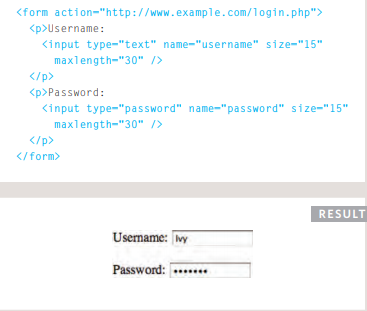 <form action="http://www.example.com/login.php">
<p>Username:
<input type="text" name="username" size="15"
maxlength="30" />
</p>
<p>Password:
<input type="password" name="password" size="15"
maxlength="30" />
</p>
</form>
RESULT
Username: Ivy
Password: •••••••